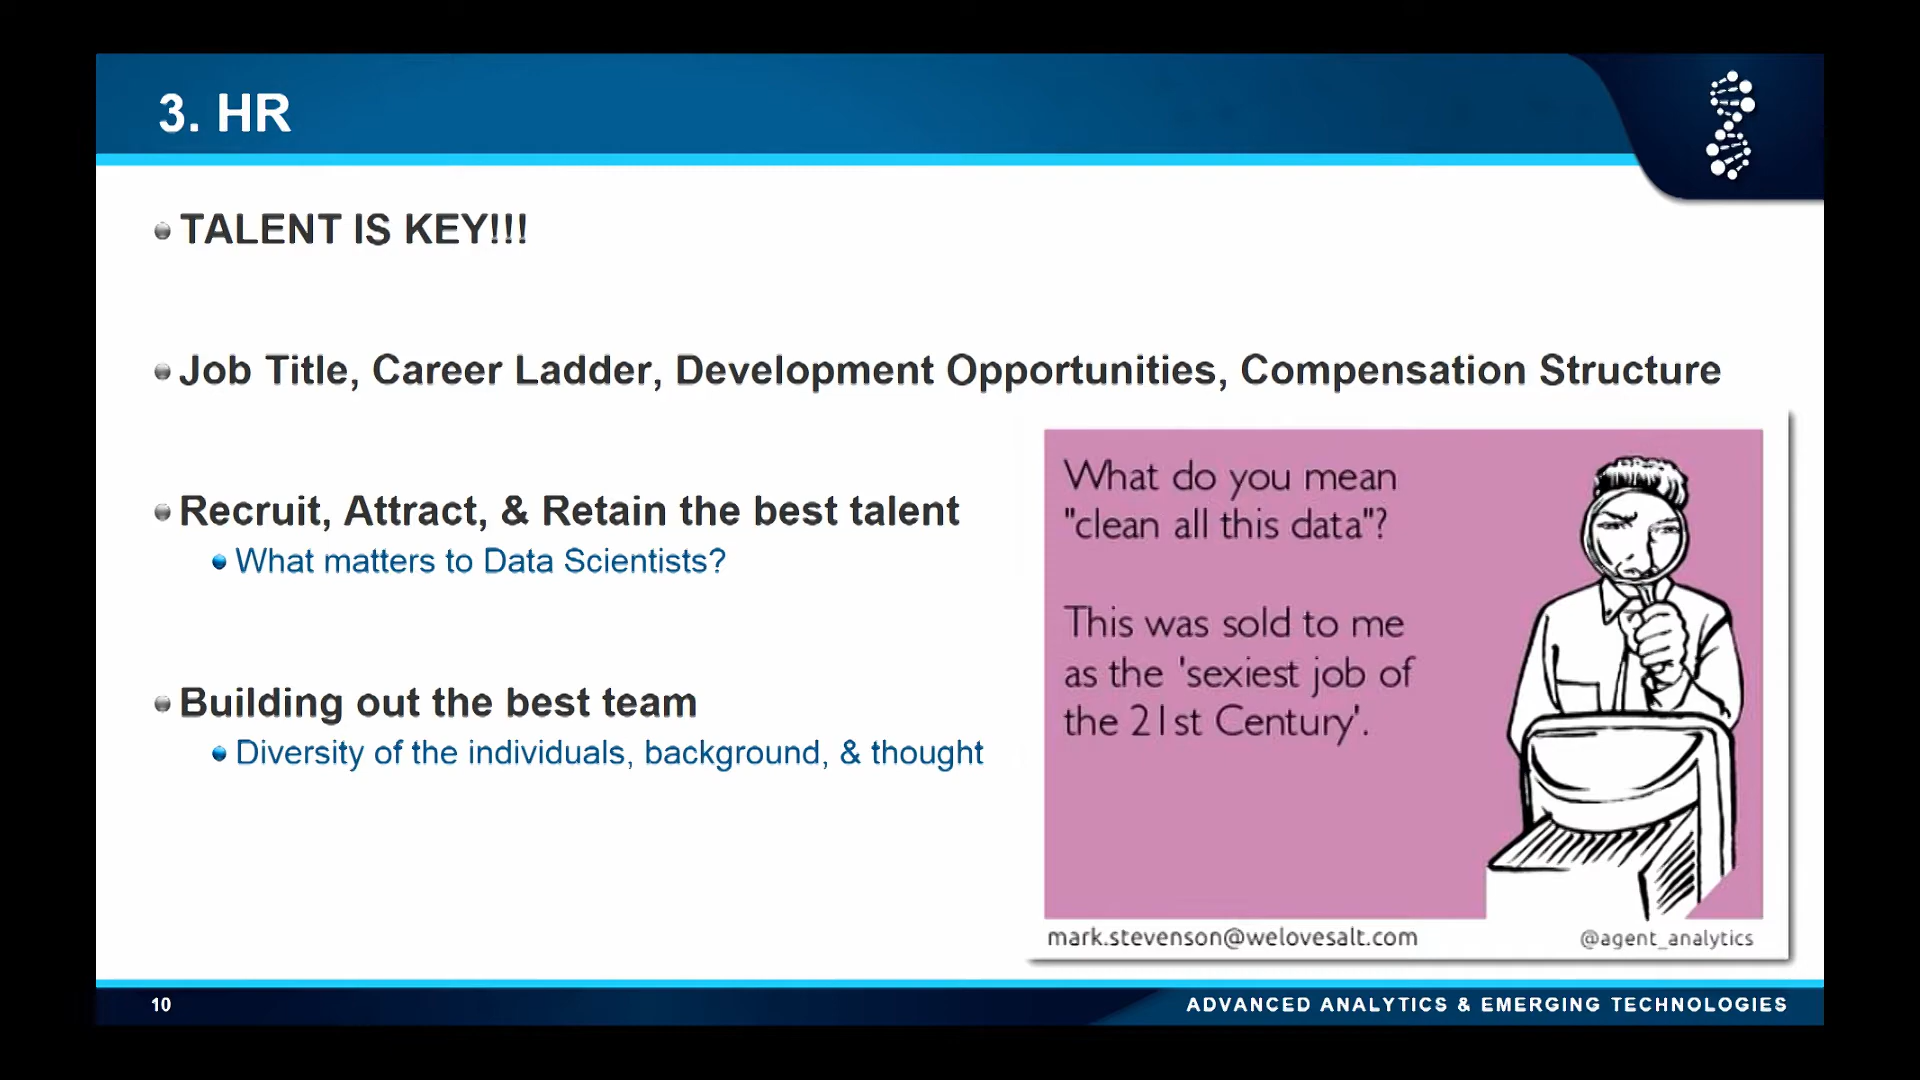 3. HR
TALENT IS KEY!!!
Job Title, Career Ladder, Development Opportunities, Compensation Structure
Recruit, Attract, & Retain the best talent
What matters to Data Scientists?
Building out the best team
Diversity of the individuals, background, & thought
What do you mean
"clean all this data"?
This was sold to me
as the 'sexiest job of
the 21st Century'.
mark.stevenson@welovesalt.com
@agent_analytics
10
ADVANCED ANALYTICS & EMERGING TECHNOLOGIES